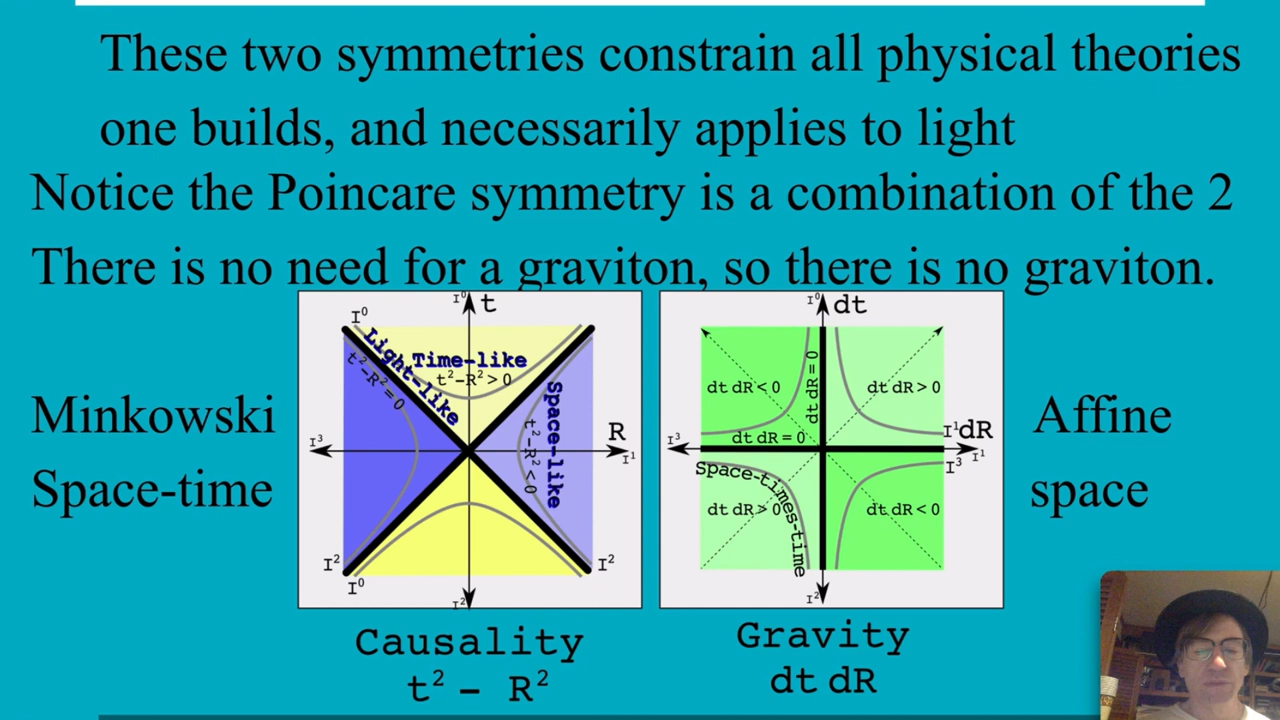 These two symmetries constrain all physical theories
one builds, and necessarily applies to light
Notice the Poincare symmetry is a combination of the 2
There is no need for a graviton, so there is no graviton.
Minkowski
Space-time
I⁰ t
I⁰
Light-like
t²-R²=0
Time-like
t²-R²>0
Space-like
t²-R²<0
R
I³
I¹
I²
I²
I⁰
I²
Causality
t² - R²
I⁰ dt
dt dR<0
dt dR=0
dt dR>0
dt dR=0
I³
I¹dR
I¹
I³
Space-times-time
dt dR>0
dt dR<0
I²
Gravity
dt dR
Affine
space